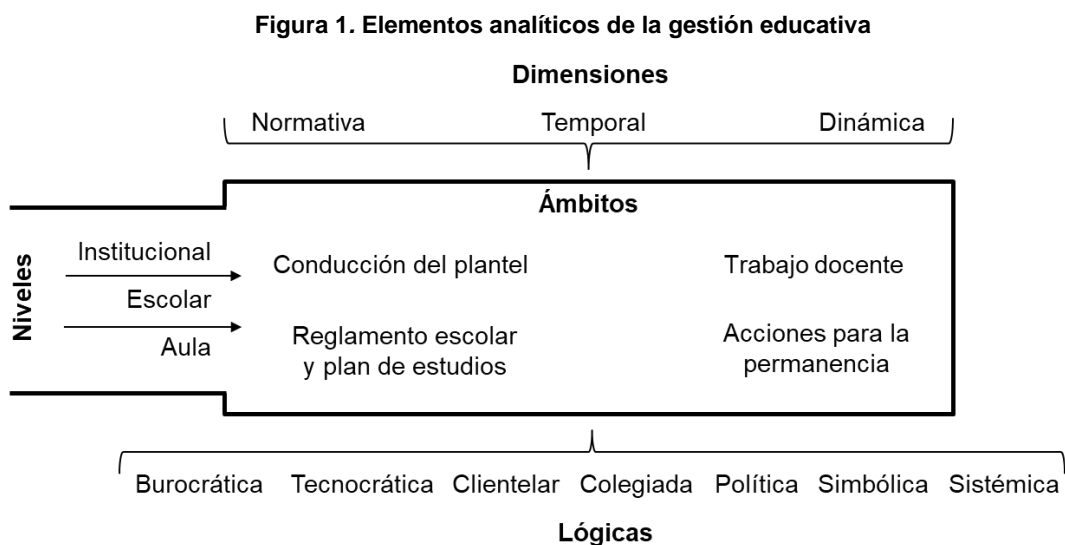 Figura 1. Elementos analíticos de la gestión educativa
Dimensiones
Normativa Temporal Dinámica
Ámbitos
Niveles
Institucional
Escolar
Aula
Conducción del plantel
Trabajo docente
Reglamento escolar
y plan de estudios
Acciones para la
permanencia
Burocrática Tecnocrática Clientelar Colegiada Política Simbólica Sistémica
Lógicas